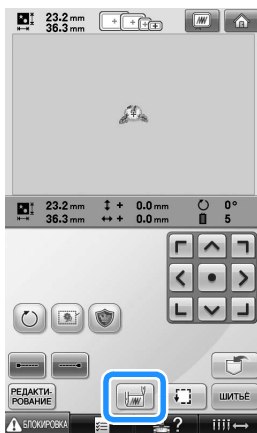 23.2 mm
36.3 mm
23.2 mm + 0.0 mm 0°
36.3 mm + 0.0 mm 5
РЕДАКТИ-
РОВАНИЕ
ШИТЬЁ
БЛОКИРОВКА ?